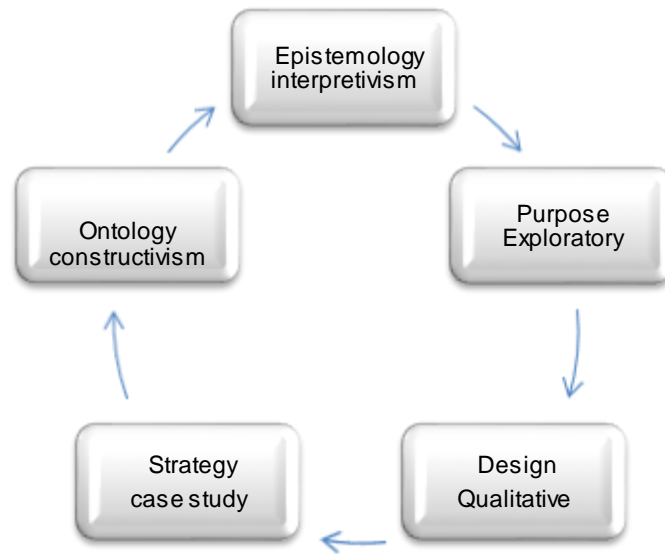 Epistemology
interpretivism
Purpose
Exploratory
Design
Qualitative
Strategy
case study
Ontology
constructivism